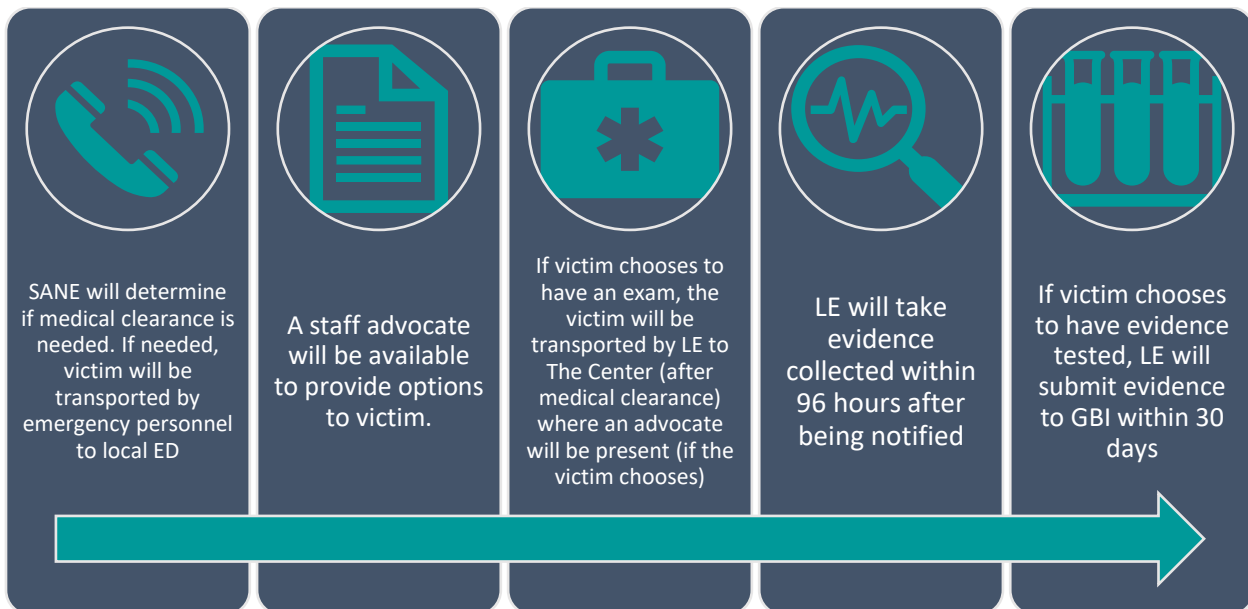 SANE will determine
if medical clearance is
needed. If needed,
victim will be
transported by
emergency personnel
to local ED
A staff advocate
will be available
to provide options
to victim.
If victim chooses to
have an exam, the
victim will be
transported by LE to
The Center (after
medical clearance)
where an advocate
will be present (if the
victim chooses)
LE will take
evidence
collected within
96 hours after
being notified
If victim chooses
to have evidence
tested, LE will
submit evidence
to GBI within 30
days